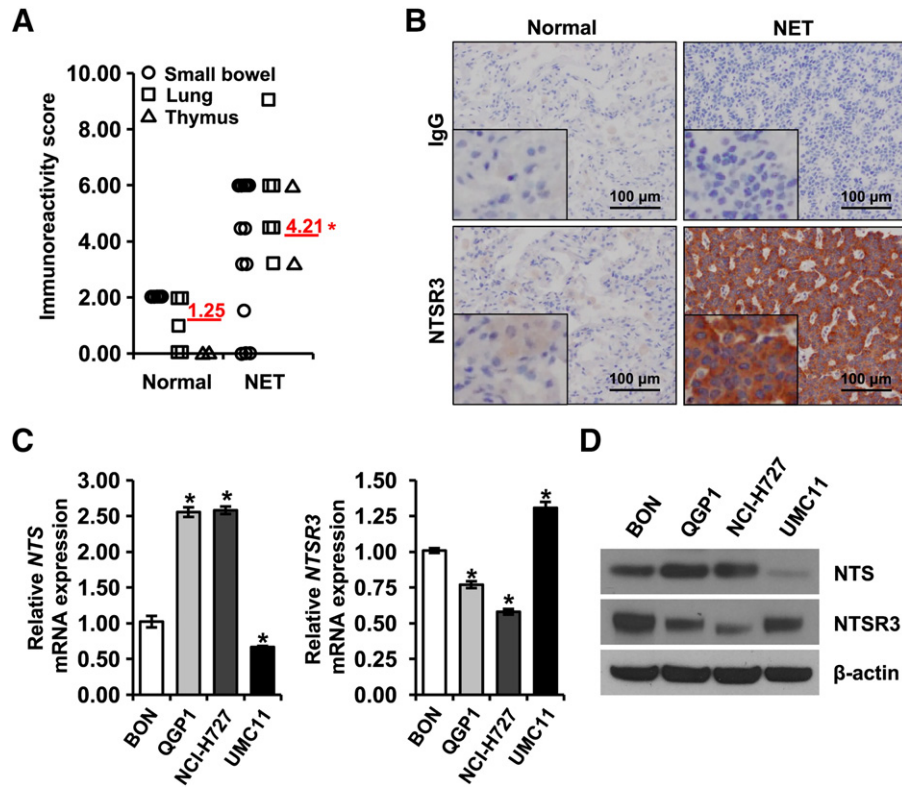 A
Immunoreactivity score
10.00
8.00
6.00
4.00
2.00
0.00
Small bowel
Lung
Thymus
1.25
4.21 *
Normal
NET
B
Normal
NET
IgG
NTSR3
100 µm
100 µm
100 µm
100 µm
C
Relative NTS
mRNA expression
3.00
2.50
2.00
1.50
1.00
0.50
0.00
*
*
*
BON
QGP1
NCI-H727
UMC11
Relative NTSR3
mRNA expression
1.50
1.25
1.00
0.75
0.50
0.25
0.00
*
*
*
BON
QGP1
NCI-H727
UMC11
D
BON
QGP1
NCI-H727
UMC11
NTS
NTSR3
β-actin